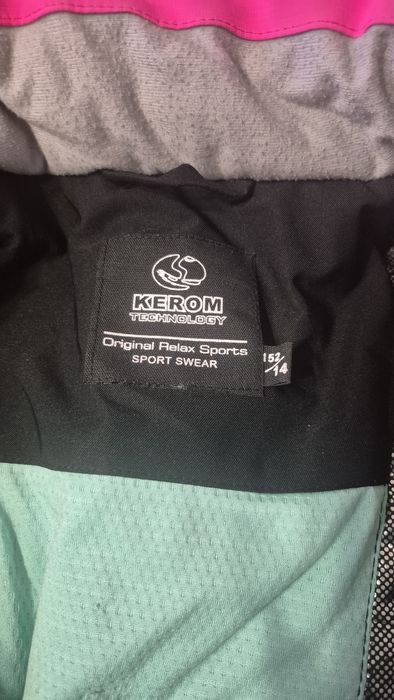 KEROM
TECHNOLOGY
Original Relax Sports
SPORT SWEAR
152/14